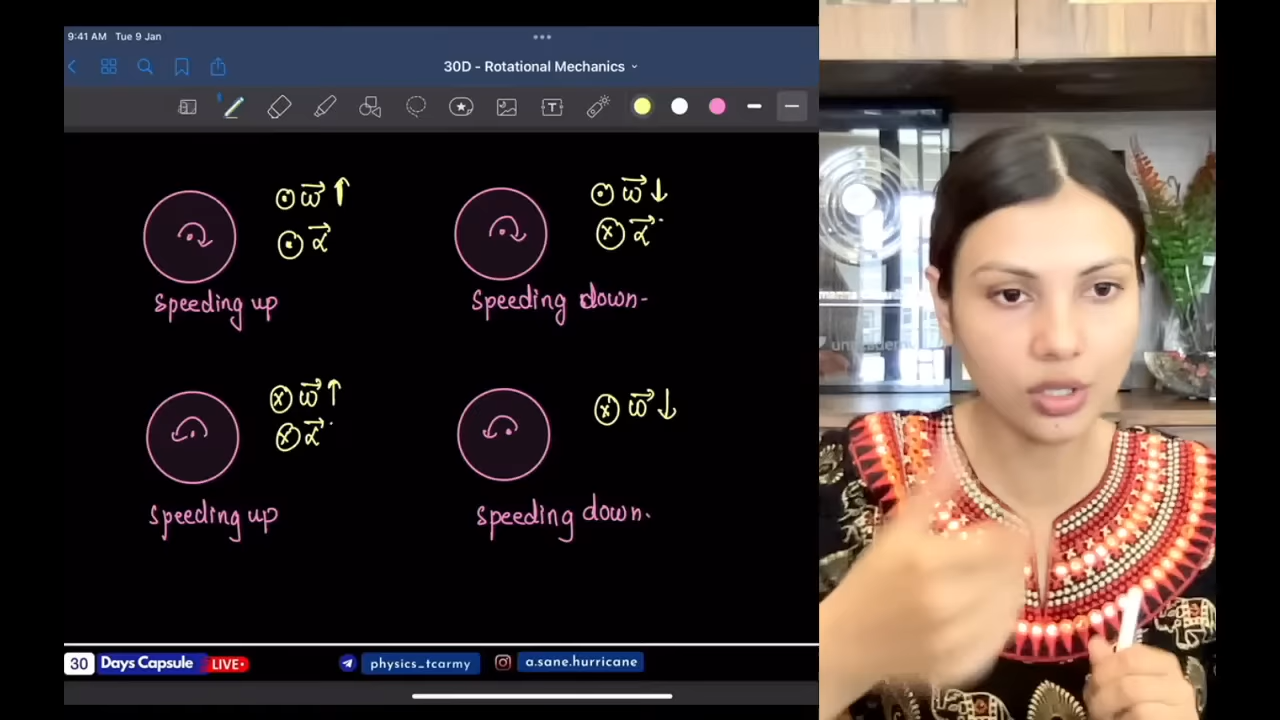 9:41 AM Tue 9 Jan
30D - Rotational Mechanics
⊙ ω⃗ ↑
⊙ α⃗
Speeding up
⊙ ω⃗ ↓
⊗ α⃗
Speeding down.
⊗ ω⃗ ↑
⊗ α⃗
Speeding up
⊗ ω⃗ ↓
Speeding down.
30 Days Capsule LIVE
physics_tcarmy
a.sane.hurricane